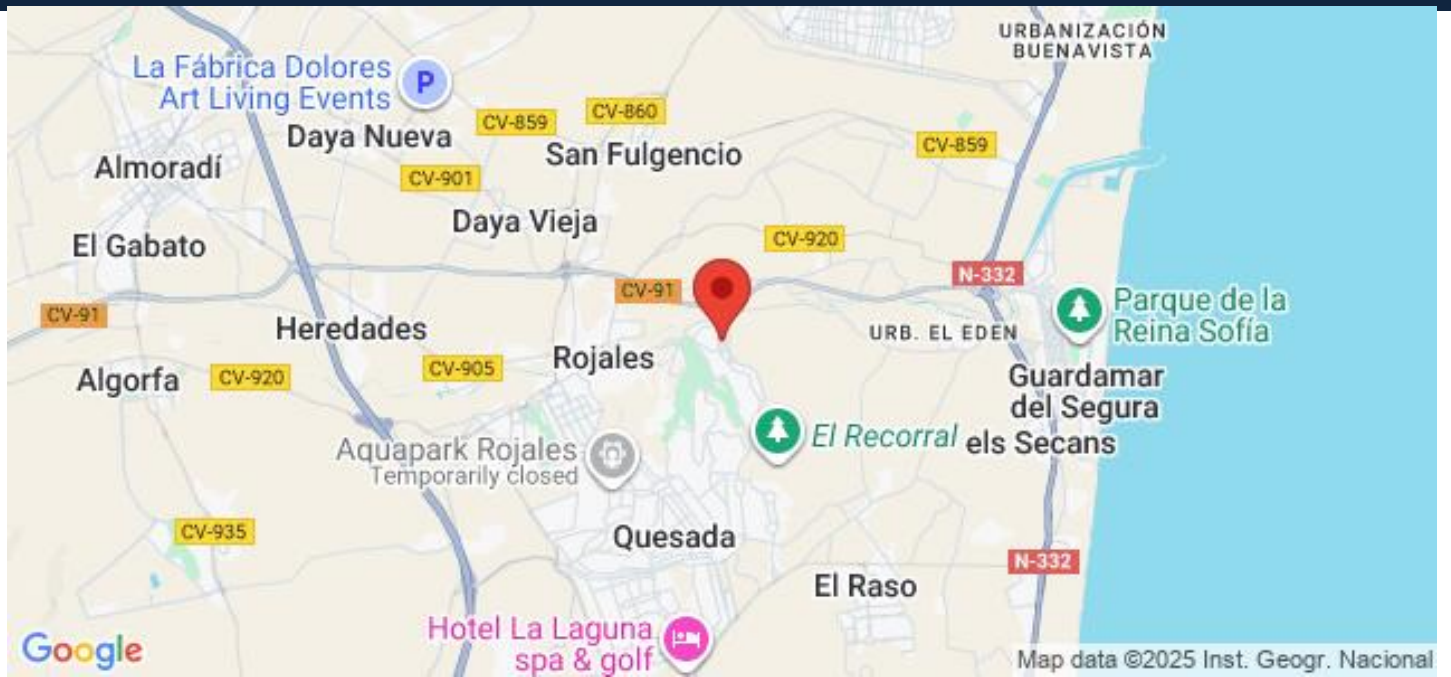 URBANIZACIÓN
BUENAVISTA
La Fábrica Dolores
Art Living Events
P
Daya Nueva
CV-859
CV-860
CV-859
Almoradí
San Fulgencio
CV-901
Daya Vieja
El Gabato
CV-920
N-332
CV-91
CV-91
Parque de la
Reina Sofía
Heredades
URB. EL EDEN
Rojales
Algorfa
CV-920
CV-905
Guardamar
del Segura
El Recorral
els Secans
Aquapark Rojales
Temporarily closed
CV-935
Quesada
N-332
El Raso
Hotel La Laguna
spa & golf
Google
Map data ©2025 Inst. Geogr. Nacional